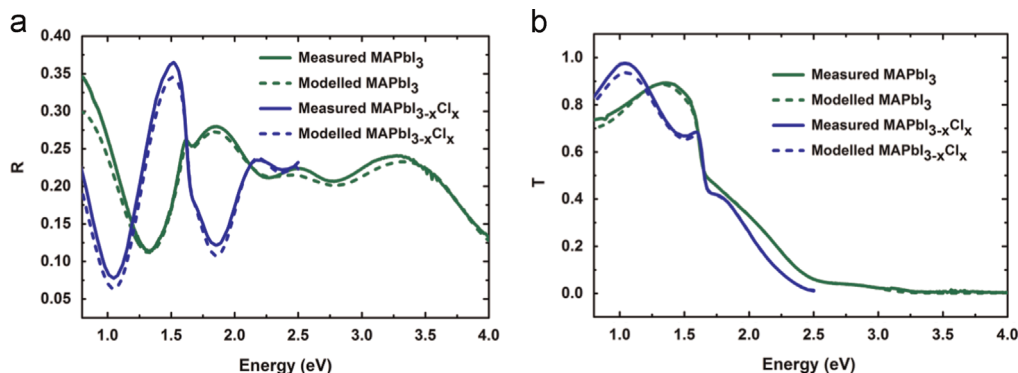 a
0.40
0.35
0.30
0.25
0.20
0.15
0.10
0.05
R
1.0 1.5 2.0 2.5 3.0 3.5 4.0
Energy (eV)
Measured MAPbI3
Modelled MAPbI3
Measured MAPbI3-xClx
Modelled MAPbI3-xClx
b
1.0
0.8
0.6
0.4
0.2
0.0
T
1.0 1.5 2.0 2.5 3.0 3.5 4.0
Energy (eV)
Measured MAPbI3
Modelled MAPbI3
Measured MAPbI3-xClx
Modelled MAPbI3-xClx